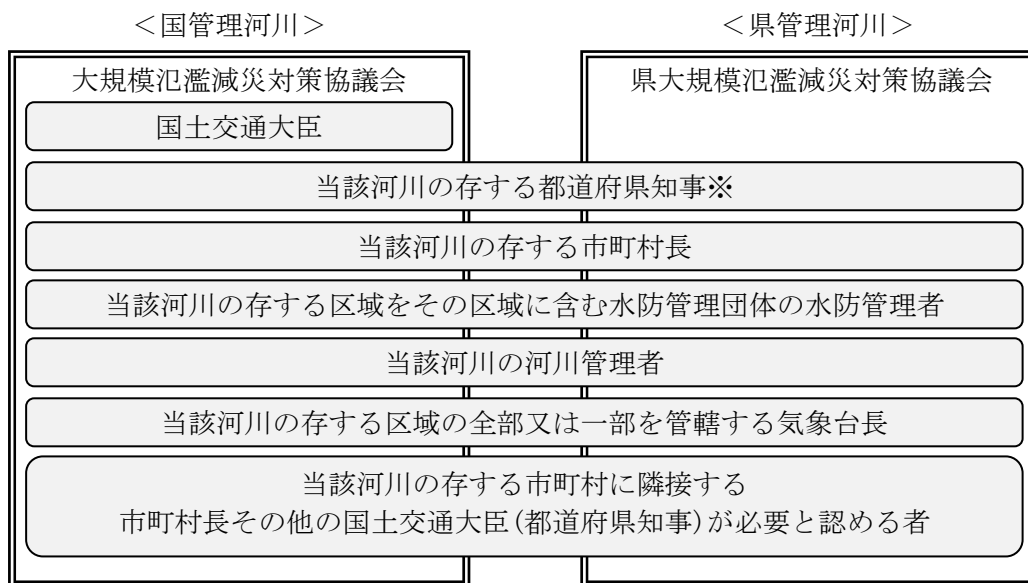 ＜国管理河川＞
＜県管理河川＞
大規模氾濫減災対策協議会
県大規模氾濫減災対策協議会
国土交通大臣
当該河川の存する都道府県知事※
当該河川の存する市町村長
当該河川の存する区域をその区域に含む水防管理団体の水防管理者
当該河川の河川管理者
当該河川の存する区域の全部又は一部を管轄する気象台長
当該河川の存する市町村に隣接する
市町村長その他の国土交通大臣(都道府県知事)が必要と認める者